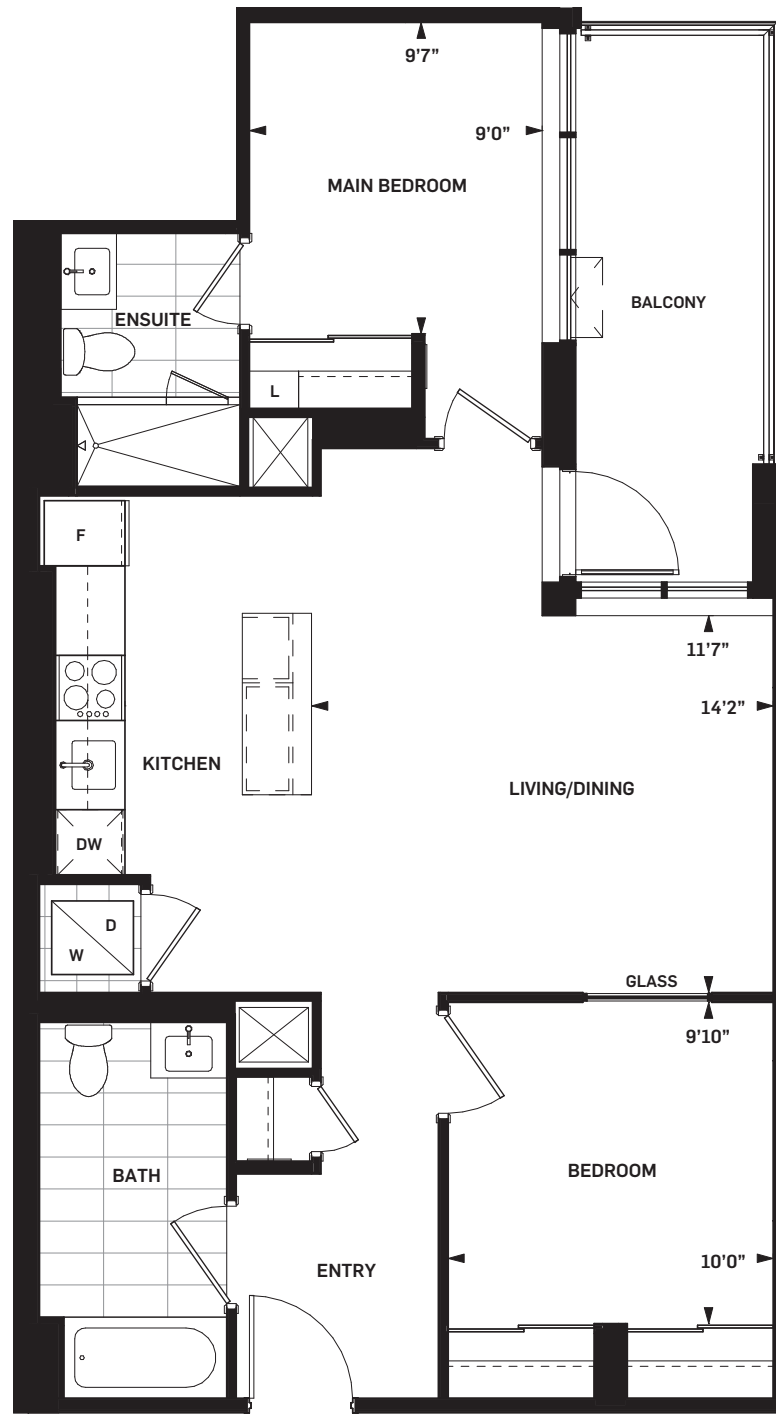 9'7"
9'0"
MAIN BEDROOM
BALCONY
ENSUITE
L
F
11'7"
14'2"
KITCHEN
LIVING/DINING
DW
D
W
GLASS
9'10"
BATH
BEDROOM
10'0"
ENTRY